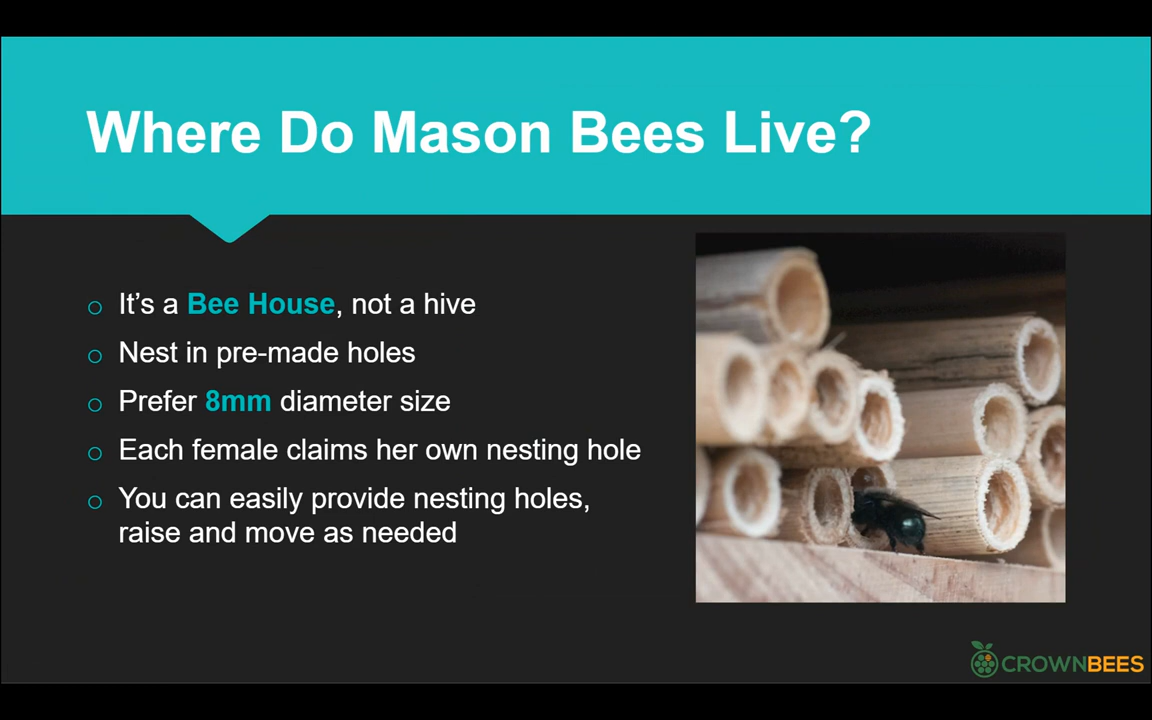 Where Do Mason Bees Live?
It’s a Bee House, not a hive
Nest in pre-made holes
Prefer 8mm diameter size
Each female claims her own nesting hole
You can easily provide nesting holes,
raise and move as needed
CROWNBEES